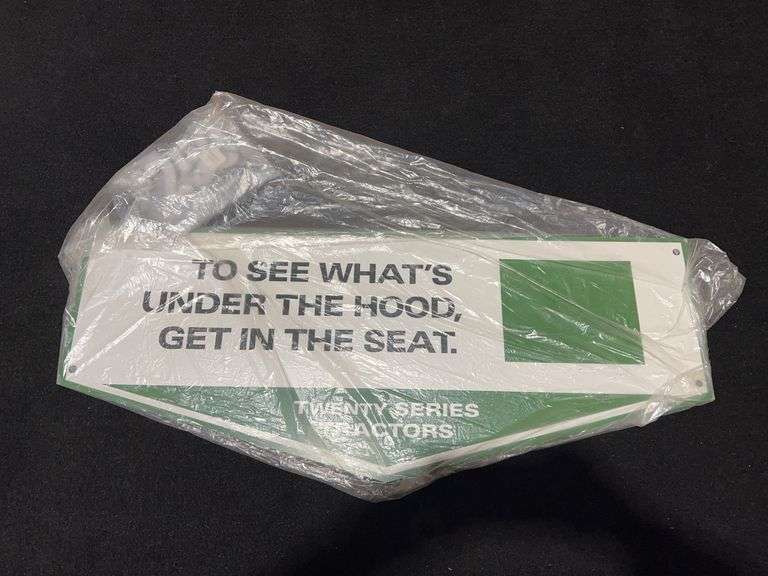 TO SEE WHAT'S
UNDER THE HOOD,
GET IN THE SEAT.
TWENTY SERIES
TRACTORS